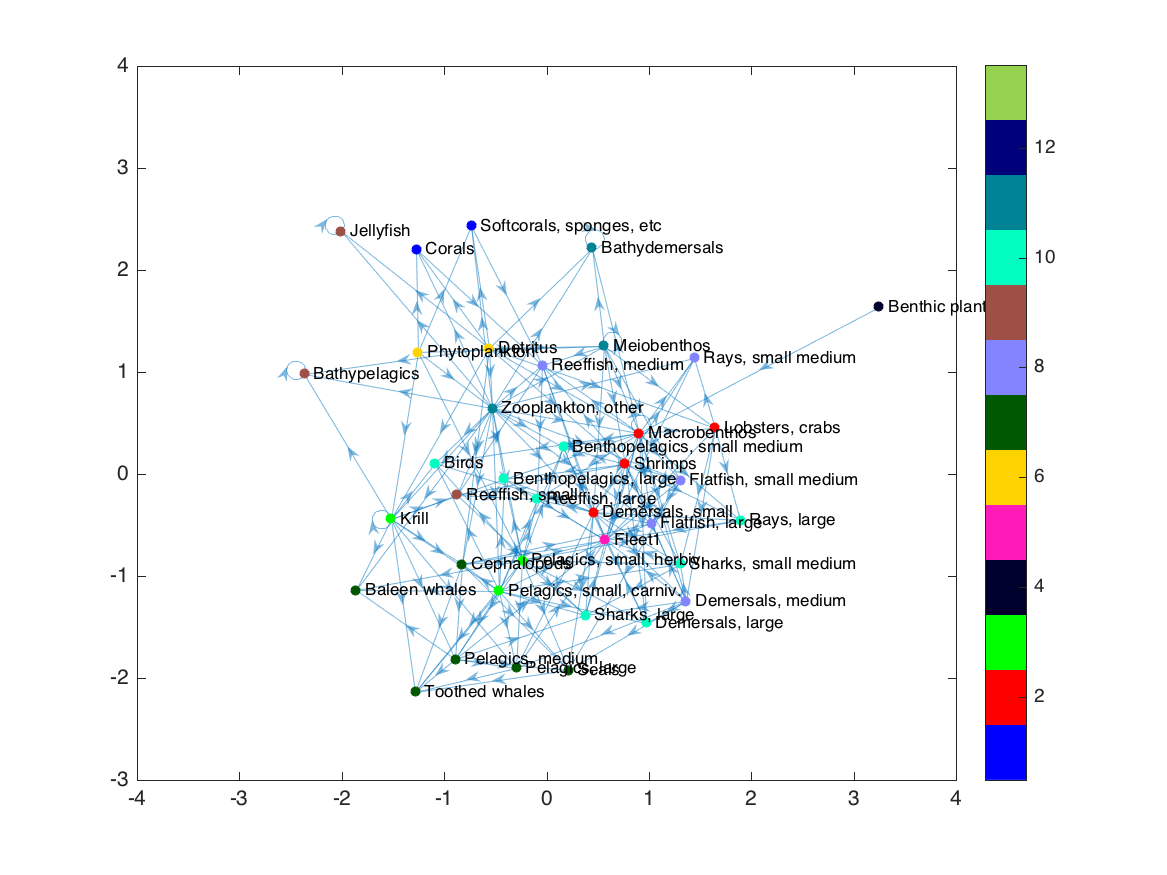 4
3
2
1
0
-1
-2
-3
-4
-3
-2
-1
0
1
2
3
4
12
10
8
6
4
2
Jellyfish
Softcorals, sponges, etc
Corals
Bathydemersals
Benthic plant
Phytoplankton
Detritus
Meiobenthos
Reeffish, medium
Rays, small medium
Bathypelagics
Zooplankton, other
Macrobenthos
Lobsters, crabs
Benthopelagics, small medium
Birds
Shrimps
Benthopelagics, large
Flatfish, small medium
Reeffish, small
Reeffish, large
Demersals, small
Krill
Flatfish, large
Rays, large
Fleet1
Cephalopods
Pelagics, small, herbiv.
Sharks, small medium
Baleen whales
Pelagics, small, carniv.
Demersals, medium
Sharks, large
Demersals, large
Pelagics, medium
Pelagics, large
Seals
Toothed whales